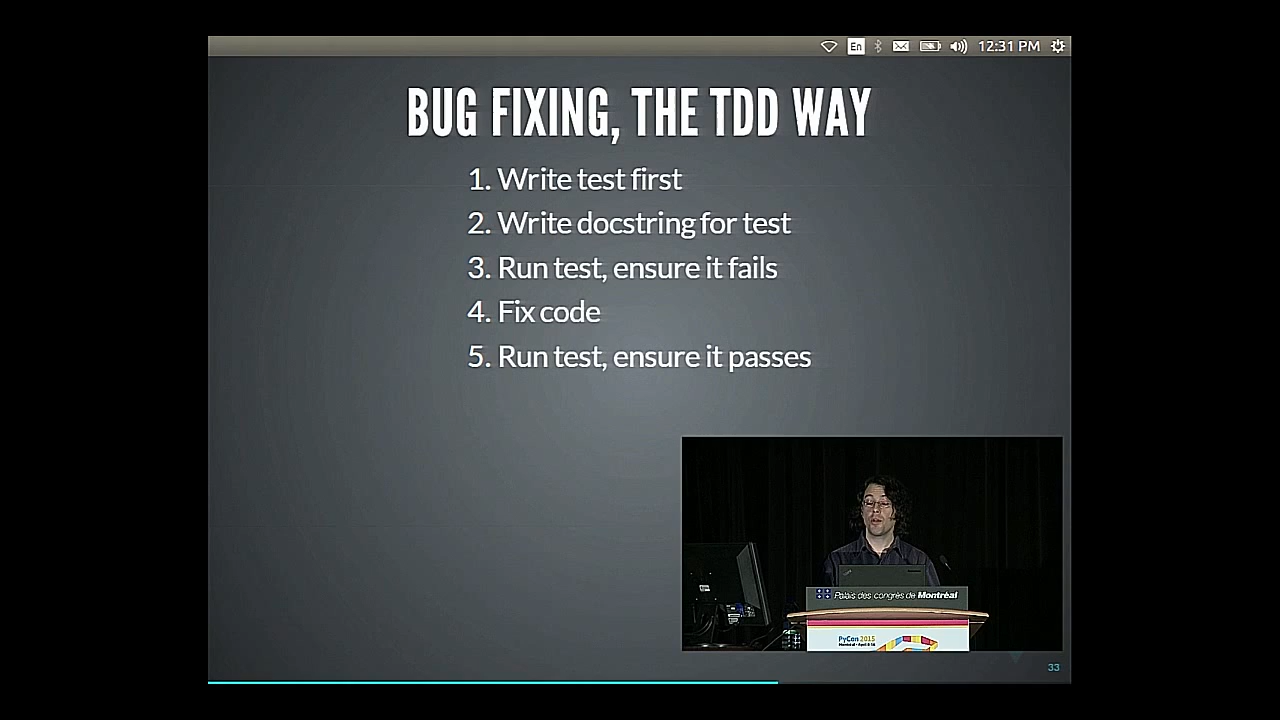 En 12:31 PM
BUG FIXING, THE TDD WAY
1. Write test first
2. Write docstring for test
3. Run test, ensure it fails
4. Fix code
5. Run test, ensure it passes
Palais des congrès de Montréal
PyCon 2015
33